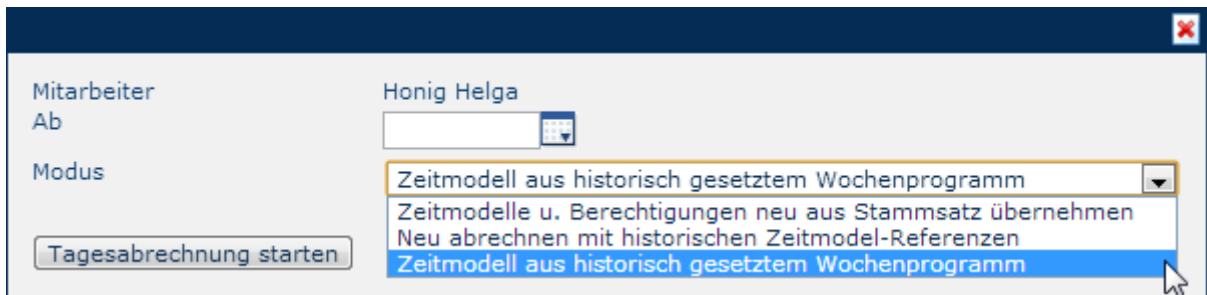 Mitarbeiter Honig Helga
Ab
Modus Zeitmodell aus historisch gesetztem Wochenprogramm
Zeitmodelle u. Berechtigungen neu aus Stammsatz übernehmen
Neu abrechnen mit historischen Zeitmodel-Referenzen
Zeitmodell aus historisch gesetztem Wochenprogramm
Tagesabrechnung starten